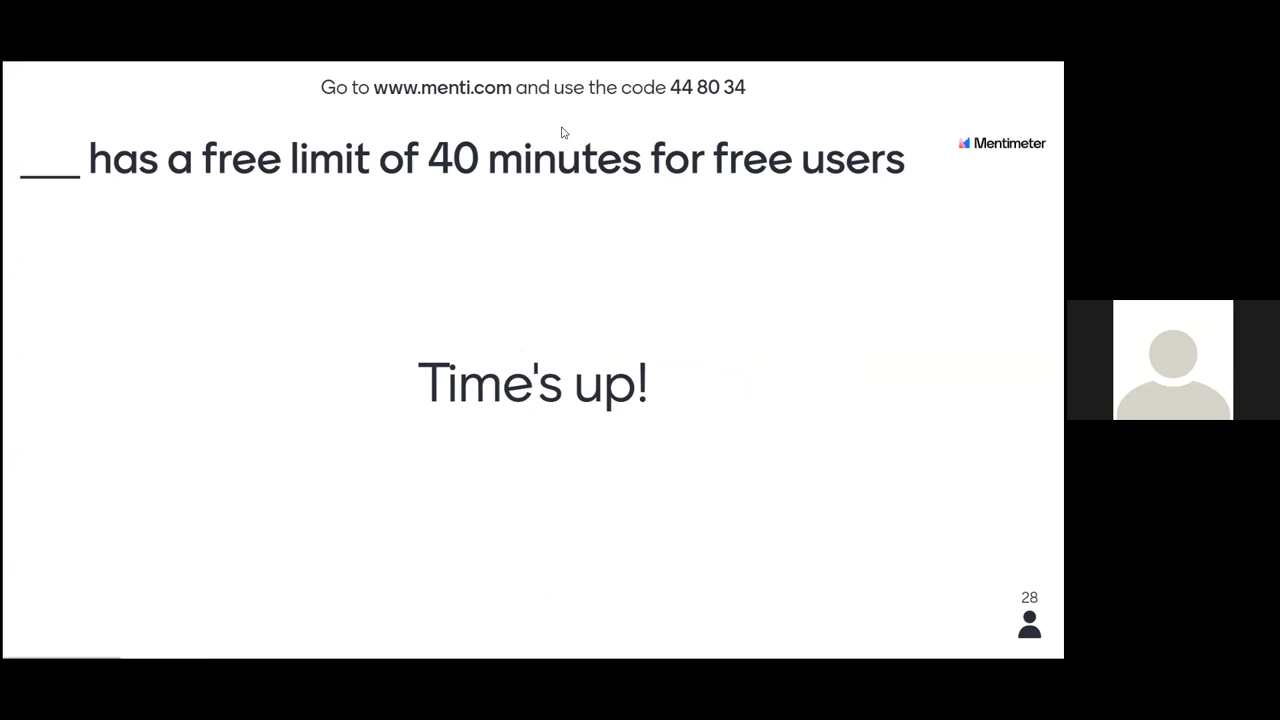 Go to www.menti.com and use the code 44 80 34
Mentimeter
___ has a free limit of 40 minutes for free users
Time's up!
28